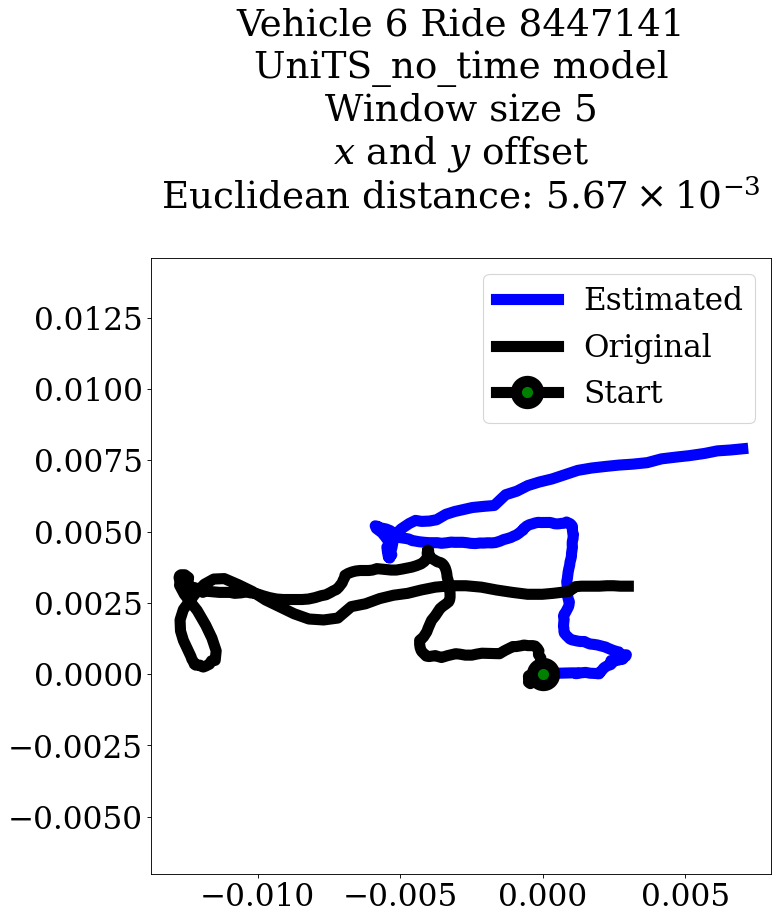 Vehicle 6 Ride 8447141
UniTS_no_time model
Window size 5
x and y offset
Euclidean distance: 5.67 × 10⁻³
Estimated
Original
Start
0.0125
0.0100
0.0075
0.0050
0.0025
0.0000
−0.0025
−0.0050
−0.010 −0.005 0.000 0.005